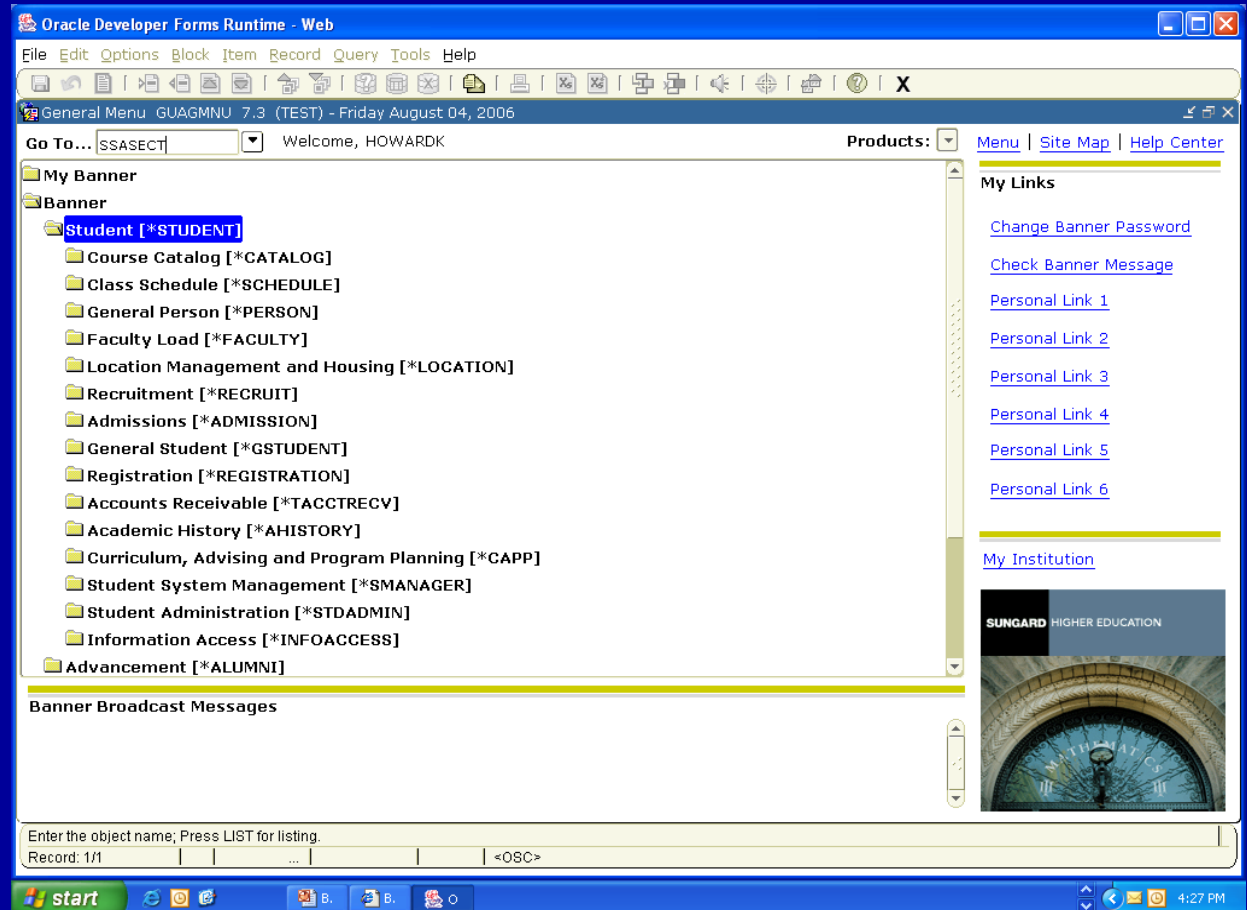 Oracle Developer Forms Runtime - Web
File Edit Options Block Item Record Query Tools Help
X
General Menu GUAGMNU 7.3 (TEST) - Friday August 04, 2006
Go To... SSASECT Welcome, HOWARDK Products: Menu | Site Map | Help Center
My Banner
Banner
Student [*STUDENT]
Course Catalog [*CATALOG]
Class Schedule [*SCHEDULE]
General Person [*PERSON]
Faculty Load [*FACULTY]
Location Management and Housing [*LOCATION]
Recruitment [*RECRUIT]
Admissions [*ADMISSION]
General Student [*GSTUDENT]
Registration [*REGISTRATION]
Accounts Receivable [*TACCTRECV]
Academic History [*AHISTORY]
Curriculum, Advising and Program Planning [*CAPP]
Student System Management [*SMANAGER]
Student Administration [*STDADMIN]
Information Access [*INFOACCESS]
Advancement [*ALUMNI]
My Links
Change Banner Password
Check Banner Message
Personal Link 1
Personal Link 2
Personal Link 3
Personal Link 4
Personal Link 5
Personal Link 6
My Institution
SUNGARD HIGHER EDUCATION
MATHEMATICS
Banner Broadcast Messages
Enter the object name; Press LIST for listing.
Record: 1/1 ... <OSC>
start B. B. O 4:27 PM